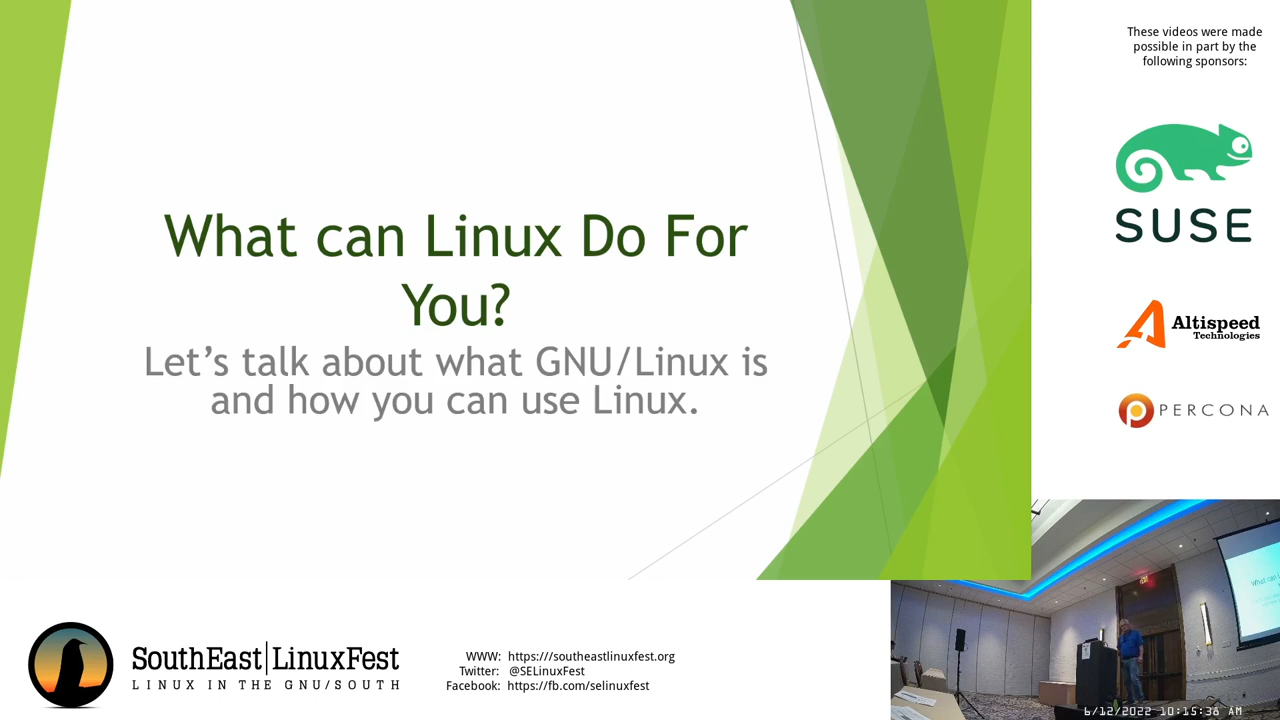 What can Linux Do For
You?
Let's talk about what GNU/Linux is
and how you can use Linux.
These videos were made
possible in part by the
following sponsors:
SUSE
Altispeed
Technologies
PERCONA
SouthEast|LinuxFest
LINUX IN THE GNU/SOUTH
WWW: https:///southeastlinuxfest.org
Twitter: @SELinuxFest
Facebook: https://fb.com/selinuxfest
6/12/2022 10:15:36 AM